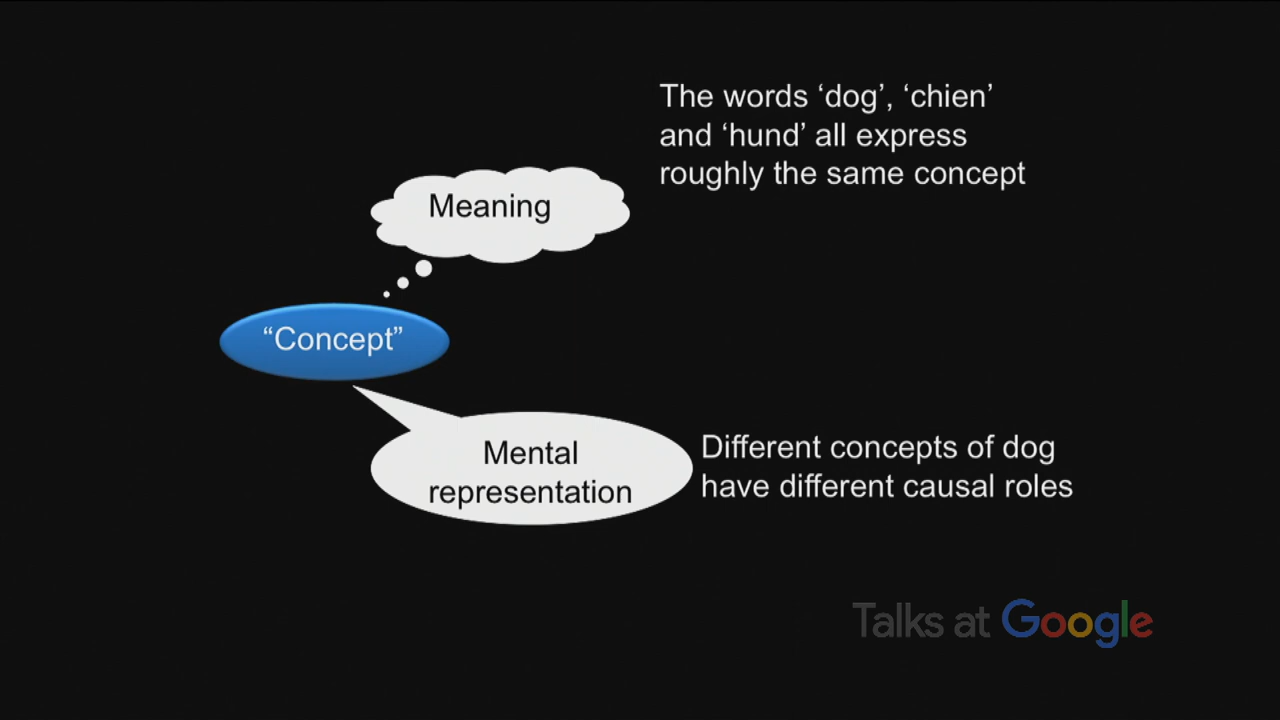 The words ‘dog’, ‘chien’
and ‘hund’ all express
roughly the same concept
Meaning
“Concept”
Mental
representation
Different concepts of dog
have different causal roles
Talks at Google